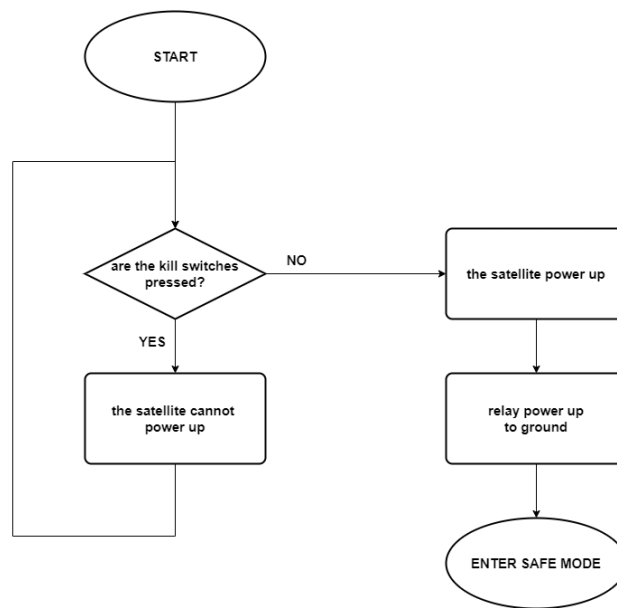 START
are the kill switches
pressed?
NO
the satellite power up
YES
the satellite cannot
power up
relay power up
to ground
ENTER SAFE MODE